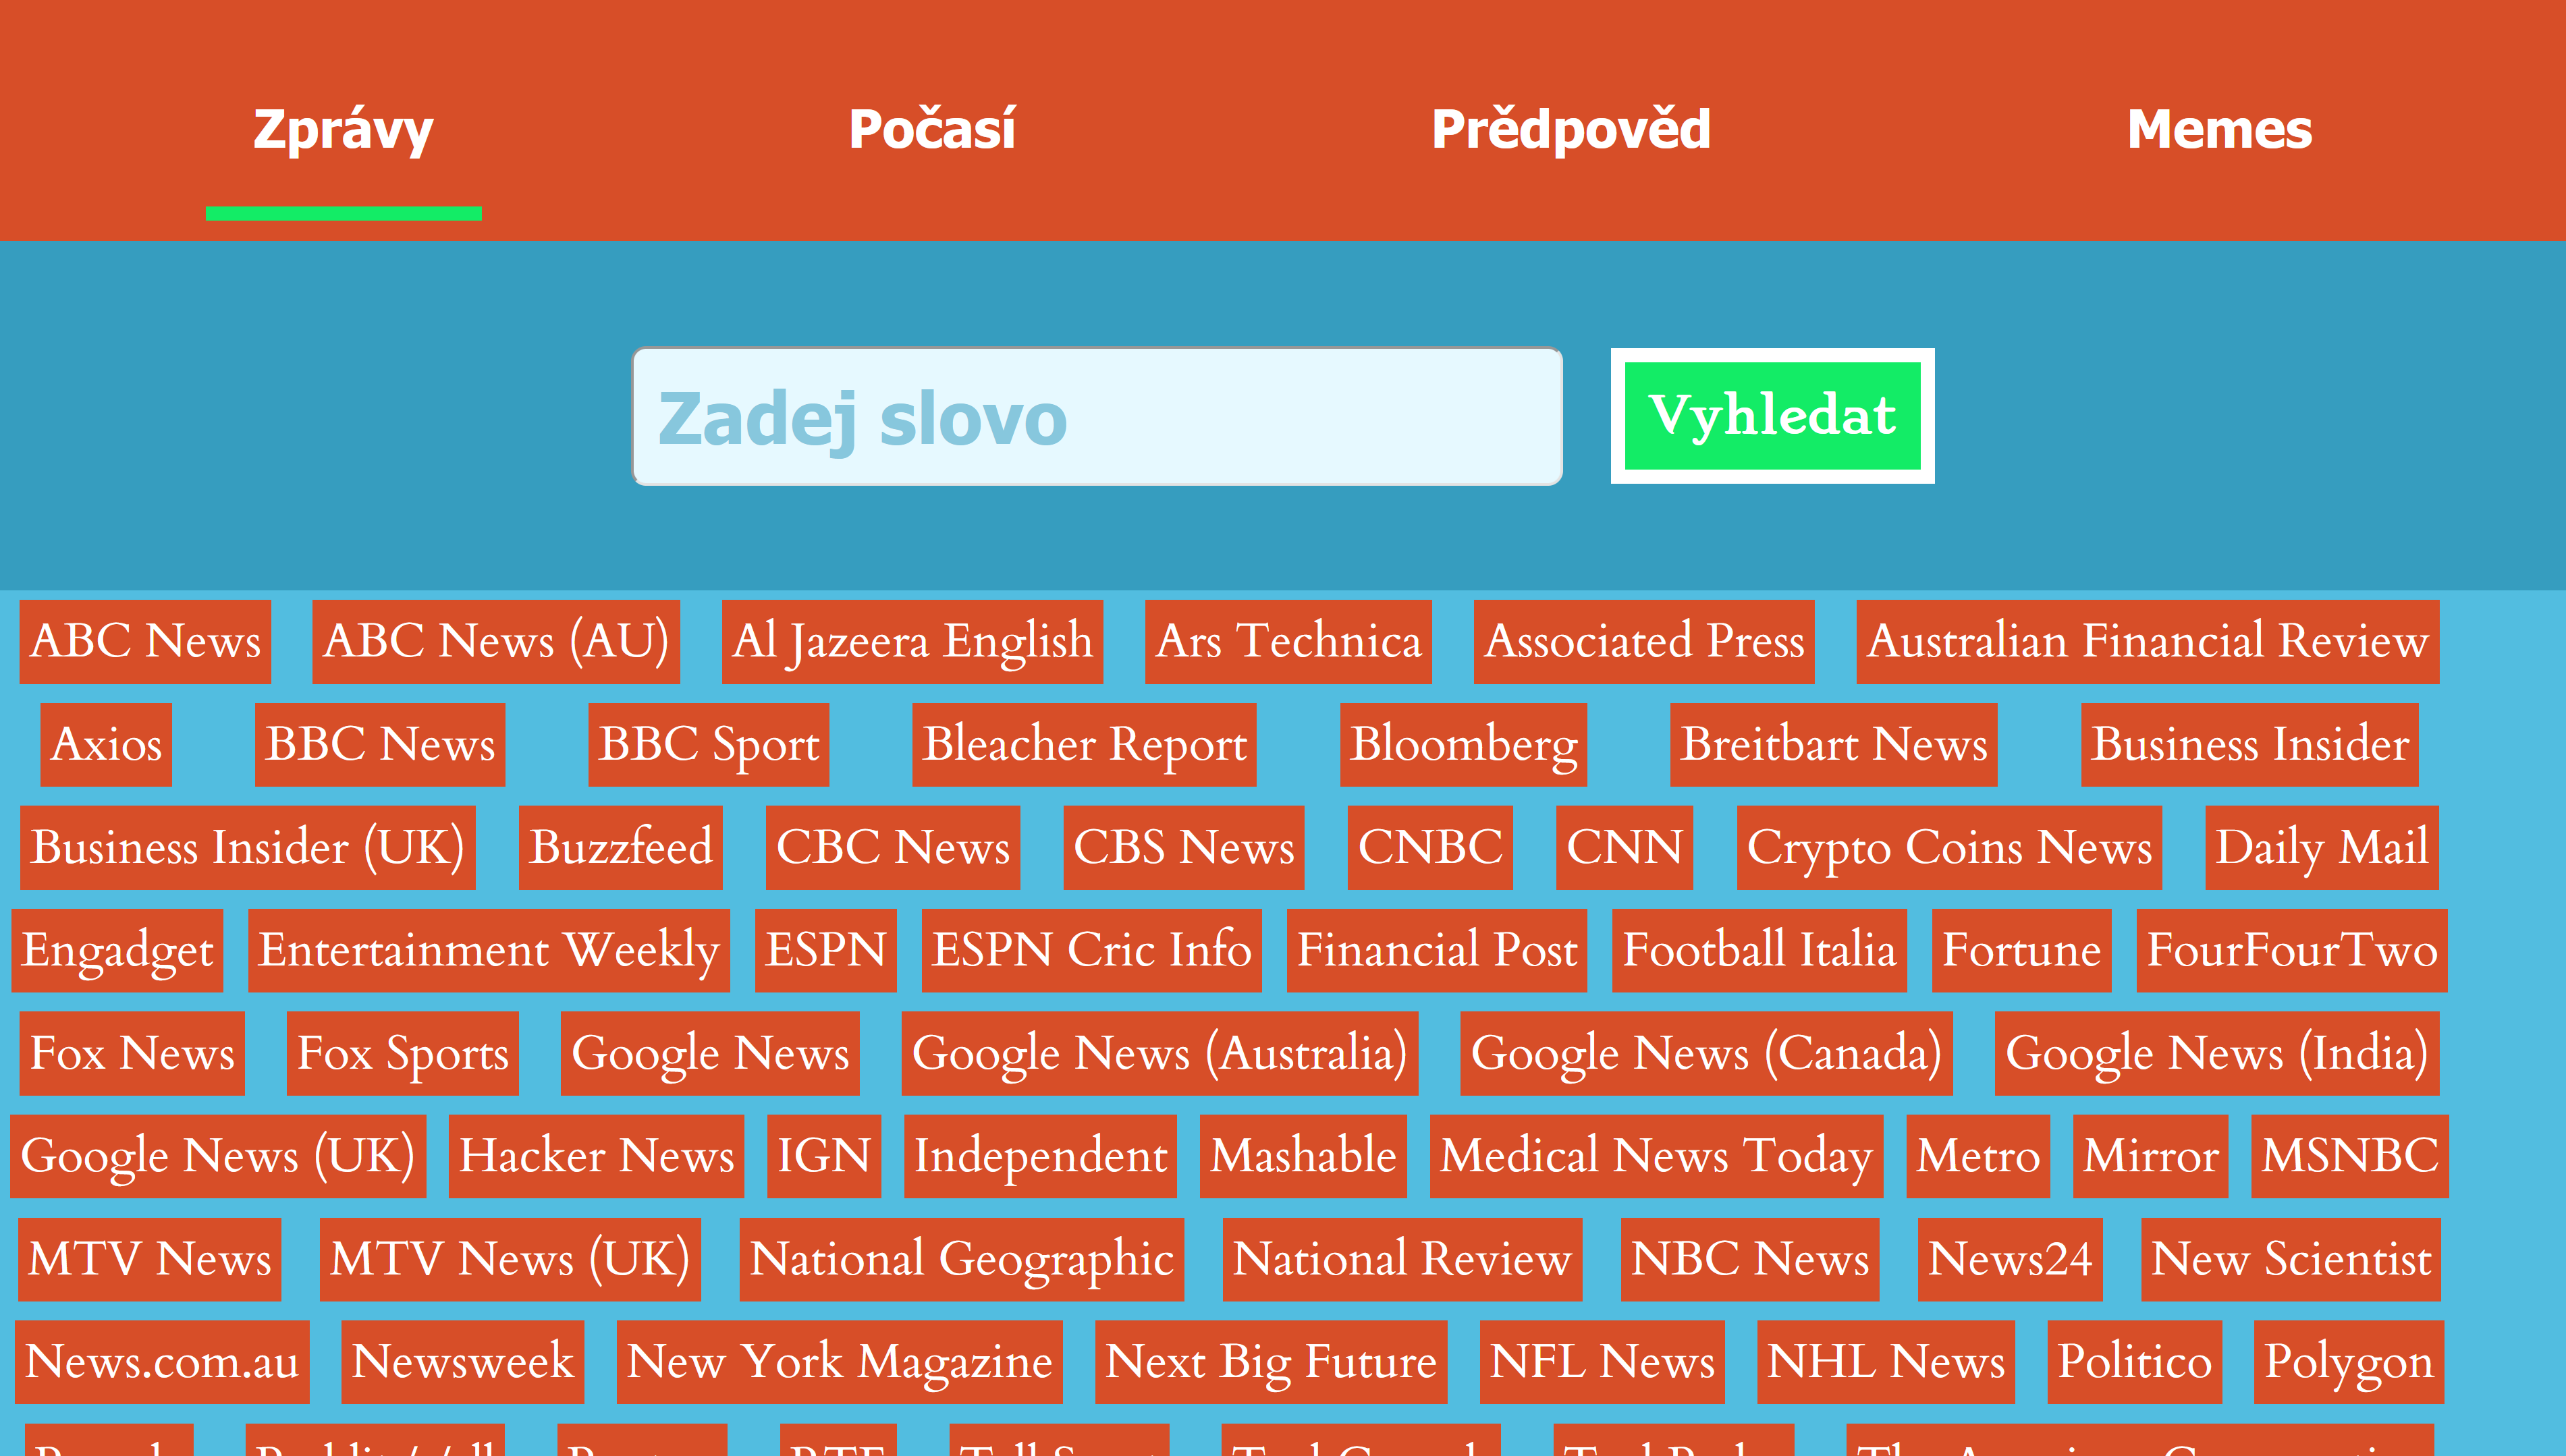 Zprávy Počasí Prědpověd Memes
Zadej slovo Vyhledat
ABC News ABC News (AU) Al Jazeera English Ars Technica Associated Press Australian Financial Review
Axios BBC News BBC Sport Bleacher Report Bloomberg Breitbart News Business Insider
Business Insider (UK) Buzzfeed CBC News CBS News CNBC CNN Crypto Coins News Daily Mail
Engadget Entertainment Weekly ESPN ESPN Cric Info Financial Post Football Italia Fortune FourFourTwo
Fox News Fox Sports Google News Google News (Australia) Google News (Canada) Google News (India)
Google News (UK) Hacker News IGN Independent Mashable Medical News Today Metro Mirror MSNBC
MTV News MTV News (UK) National Geographic National Review NBC News News24 New Scientist
News.com.au Newsweek New York Magazine Next Big Future NFL News NHL News Politico Polygon